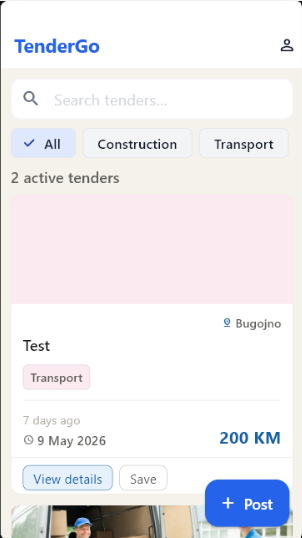 TenderGo
Search tenders...
All
Construction
Transport
2 active tenders
Bugojno
Test
Transport
7 days ago
9 May 2026
200 KM
View details
Save
+ Post